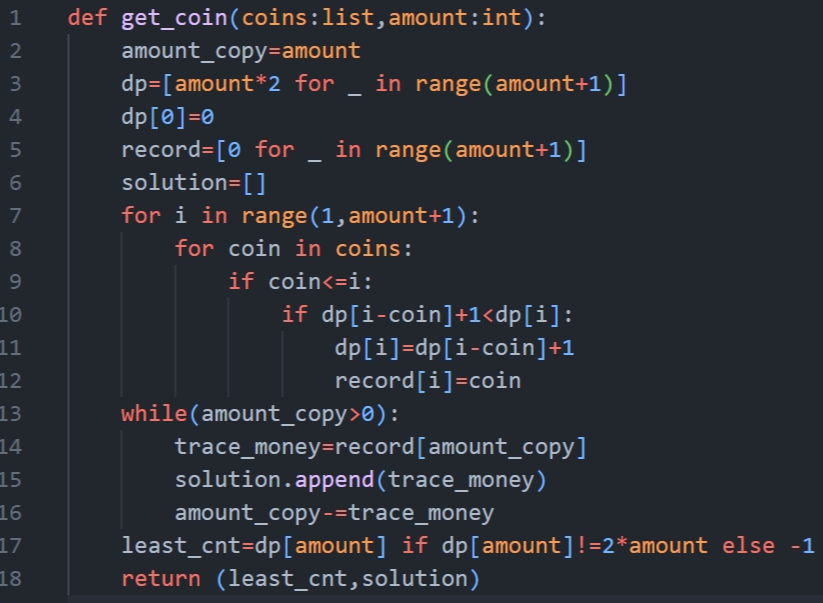 1 def get_coin(coins:list,amount:int):
2     amount_copy=amount
3     dp=[amount*2 for _ in range(amount+1)]
4     dp[0]=0
5     record=[0 for _ in range(amount+1)]
6     solution=[]
7     for i in range(1,amount+1):
8         for coin in coins:
9             if coin<=i:
10                 if dp[i-coin]+1<dp[i]:
11                     dp[i]=dp[i-coin]+1
12                     record[i]=coin
13     while(amount_copy>0):
14         trace_money=record[amount_copy]
15         solution.append(trace_money)
16         amount_copy-=trace_money
17     least_cnt=dp[amount] if dp[amount]!=2*amount else -1
18     return (least_cnt,solution)